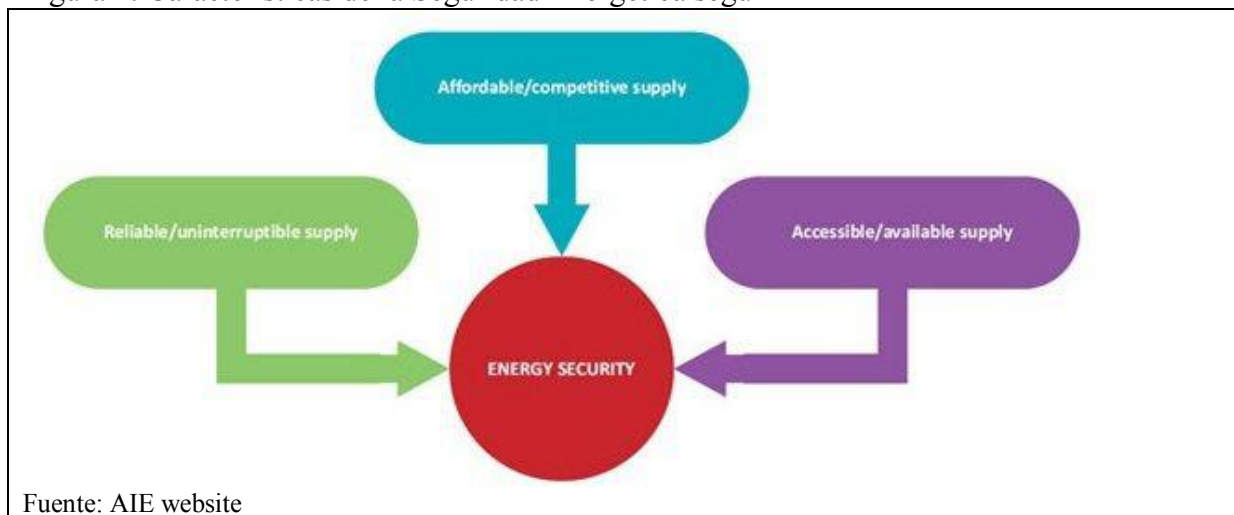 Affordable/competitive supply
Reliable/uninterruptible supply
Accessible/available supply
ENERGY SECURITY
Fuente: AIE website